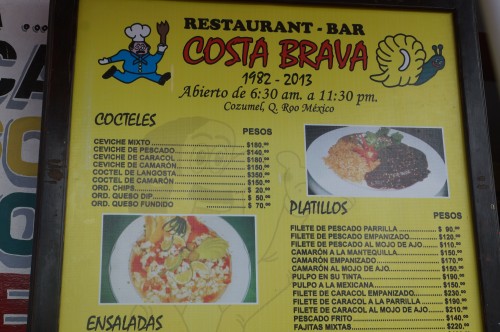 RESTAURANT - BAR
COSTA BRAVA
1982 - 2013
Abierto de 6:30 am. a 11:30 pm.
Cozumel, Q. Roo México
COCTELES
PESOS
CEVICHE MIXTO $180.00
CEVICHE DE PESCADO $140.00
CEVICHE DE CARACOL $180.00
CEVICHE DE CAMARÓN $150.00
COCTEL DE LANGOSTA $350.00
COCTEL DE CAMARÓN $150.00
ORD. CHIPS $ 20.00
ORD. QUESO DIP $ 50.00
ORD. QUESO FUNDIDO $ 70.00
ENSALADAS
PLATILLOS
PESOS
FILETE DE PESCADO PARRILLA $ 90.00
FILETE DE PESCADO EMPANIZADO $120.00
FILETE DE PESCADO AL MOJO DE AJO $110.00
CAMARÓN A LA MANTEQUILLA $150.00
CAMARÓN EMPANIZADO $170.00
CAMARÓN AL MOJO DE AJO $150.00
PULPO EN SU TINTA $190.00
PULPO A LA MEXICANA $190.00
FILETE DE CARACOL EMPANIZADO $230.00
FILETE DE CARACOL A LA PARRILLA $190.00
FILETE DE CARACOL AL MOJO DE AJO $210.00
PESCADO FRITO $140.00
FAJITAS MIXTAS $220.00